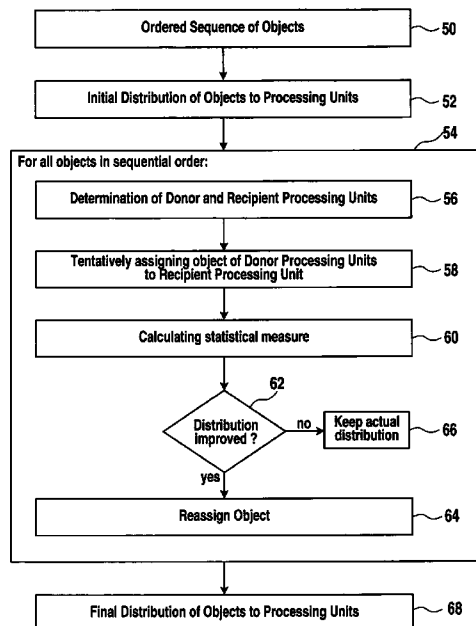 Ordered Sequence of Objects
50
Initial Distribution of Objects to Processing Units
52
54
For all objects in sequential order:
Determination of Donor and Recipient Processing Units
56
Tentatively assigning object of Donor Processing Units
to Recipient Processing Unit
58
Calculating statistical measure
60
62
Distribution
improved ?
no
Keep actual
distribution
66
yes
Reassign Object
64
Final Distribution of Objects to Processing Units
68